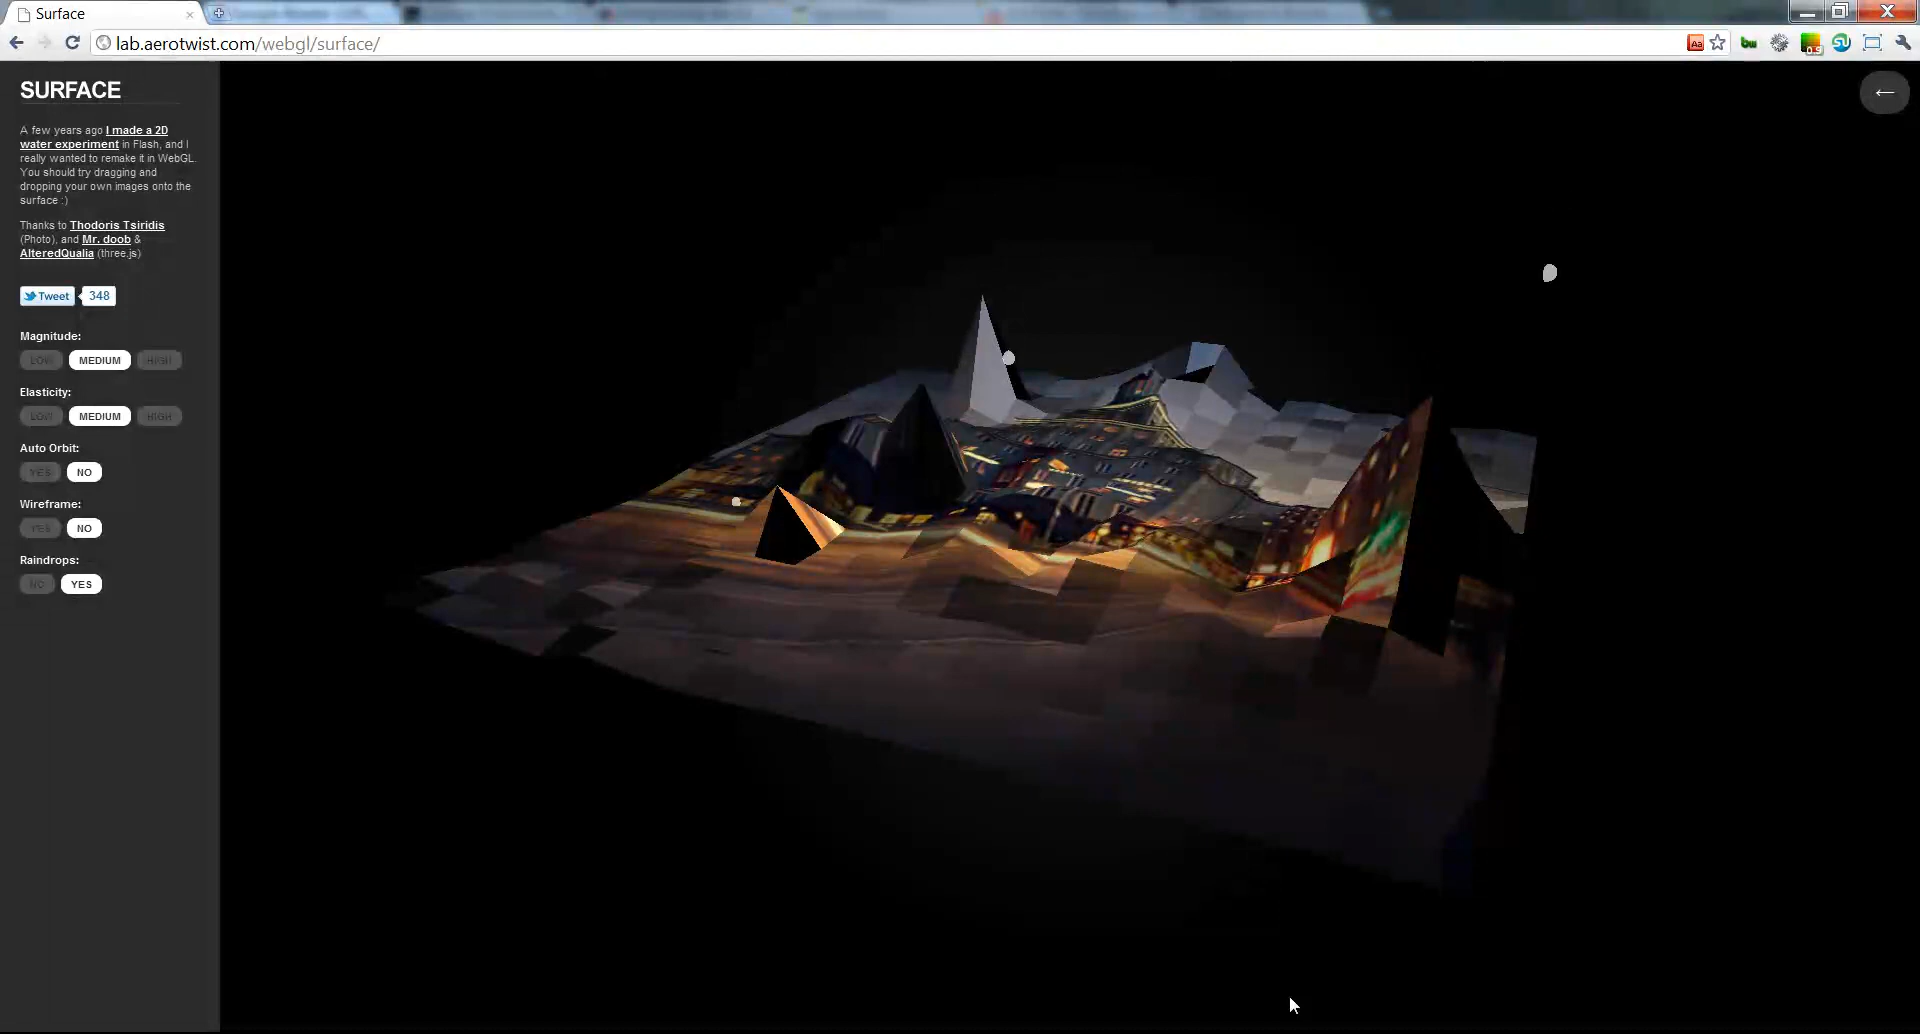 Surface
lab.aerotwist.com/webgl/surface/
SURFACE
A few years ago I made a 2D
water experiment in Flash, and I
really wanted to remake it in WebGL.
You should try dragging and
dropping your own images onto the
surface :)
Thanks to Thodoris Tsiridis
(Photo), and Mr. doob &
AlteredQualia (three.js)
Tweet 348
Magnitude:
LOW MEDIUM HIGH
Elasticity:
LOW MEDIUM HIGH
Auto Orbit:
YES NO
Wireframe:
YES NO
Raindrops:
NO YES